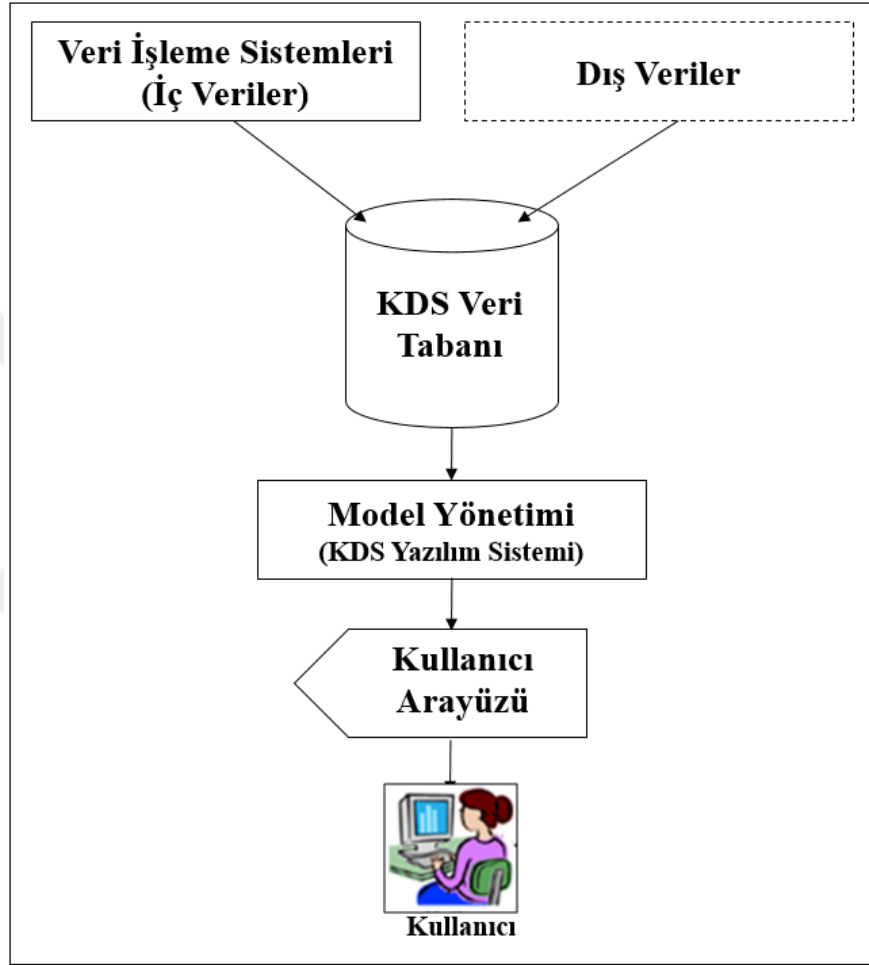 Veri İşleme Sistemleri
(İç Veriler)
Dış Veriler
KDS Veri
Tabanı
Model Yönetimi
(KDS Yazılım Sistemi)
Kullanıcı
Arayüzü
Kullanıcı